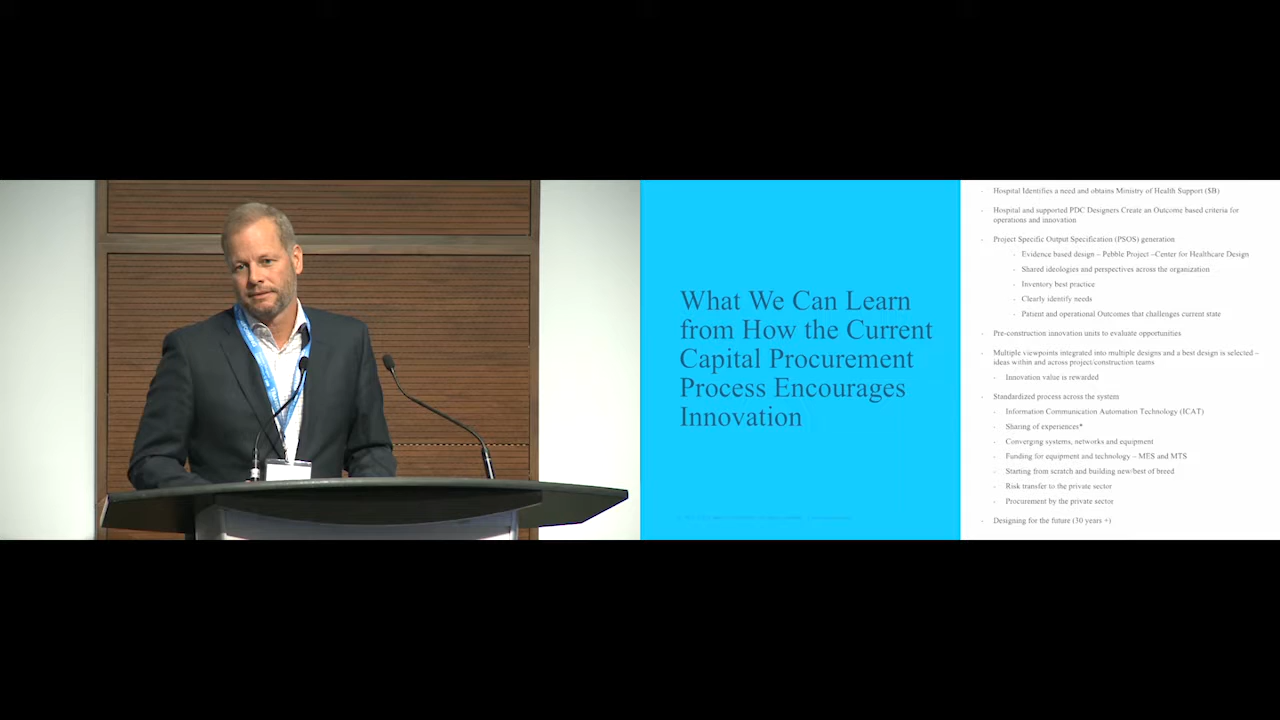 What We Can Learn
from How the Current
Capital Procurement
Process Encourages
Innovation
- Hospital Identifies a need and obtains Ministry of Health Support ($B)
- Hospital and supported PDC Designers Create an Outcome based criteria for
operations and innovation
- Project Specific Output Specification (PSOS) generation
- Evidence based design – Pebble Project –Center for Healthcare Design
- Shared ideologies and perspectives across the organization
- Inventory best practice
- Clearly identify needs
- Patient and operational Outcomes that challenges current state
- Pre-construction innovation units to evaluate opportunities
- Multiple viewpoints integrated into multiple designs and a best design is selected –
ideas within and across project/construction teams
- Innovation value is rewarded
- Standardized process across the system
- Information Communication Automation Technology (ICAT)
- Sharing of experiences*
- Converging systems, networks and equipment
- Funding for equipment and technology – MES and MTS
- Starting from scratch and building new/best of breed
- Risk transfer to the private sector
- Procurement by the private sector
- Designing for the future (30 years +)